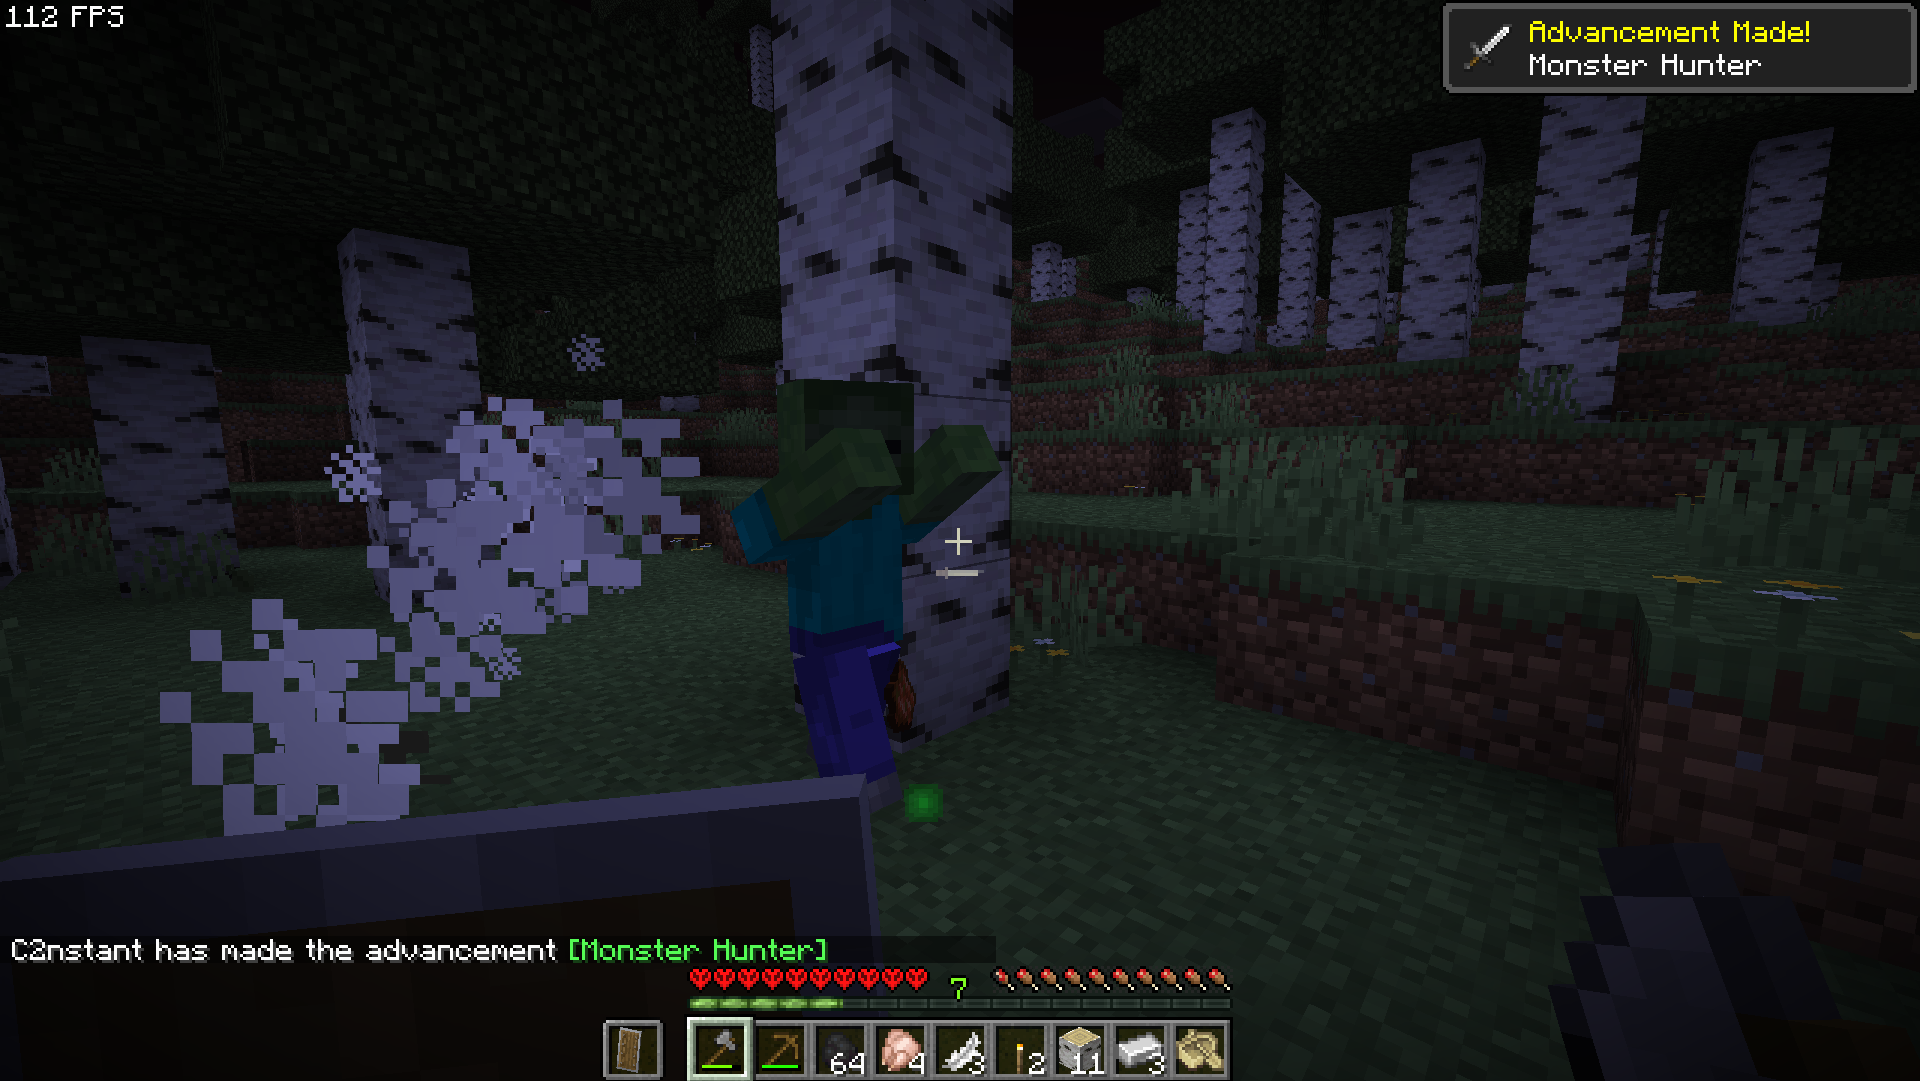 112 FPS
Advancement Made!
Monster Hunter
C2nstant has made the advancement [Monster Hunter]
7
64
4
3
2
11
3